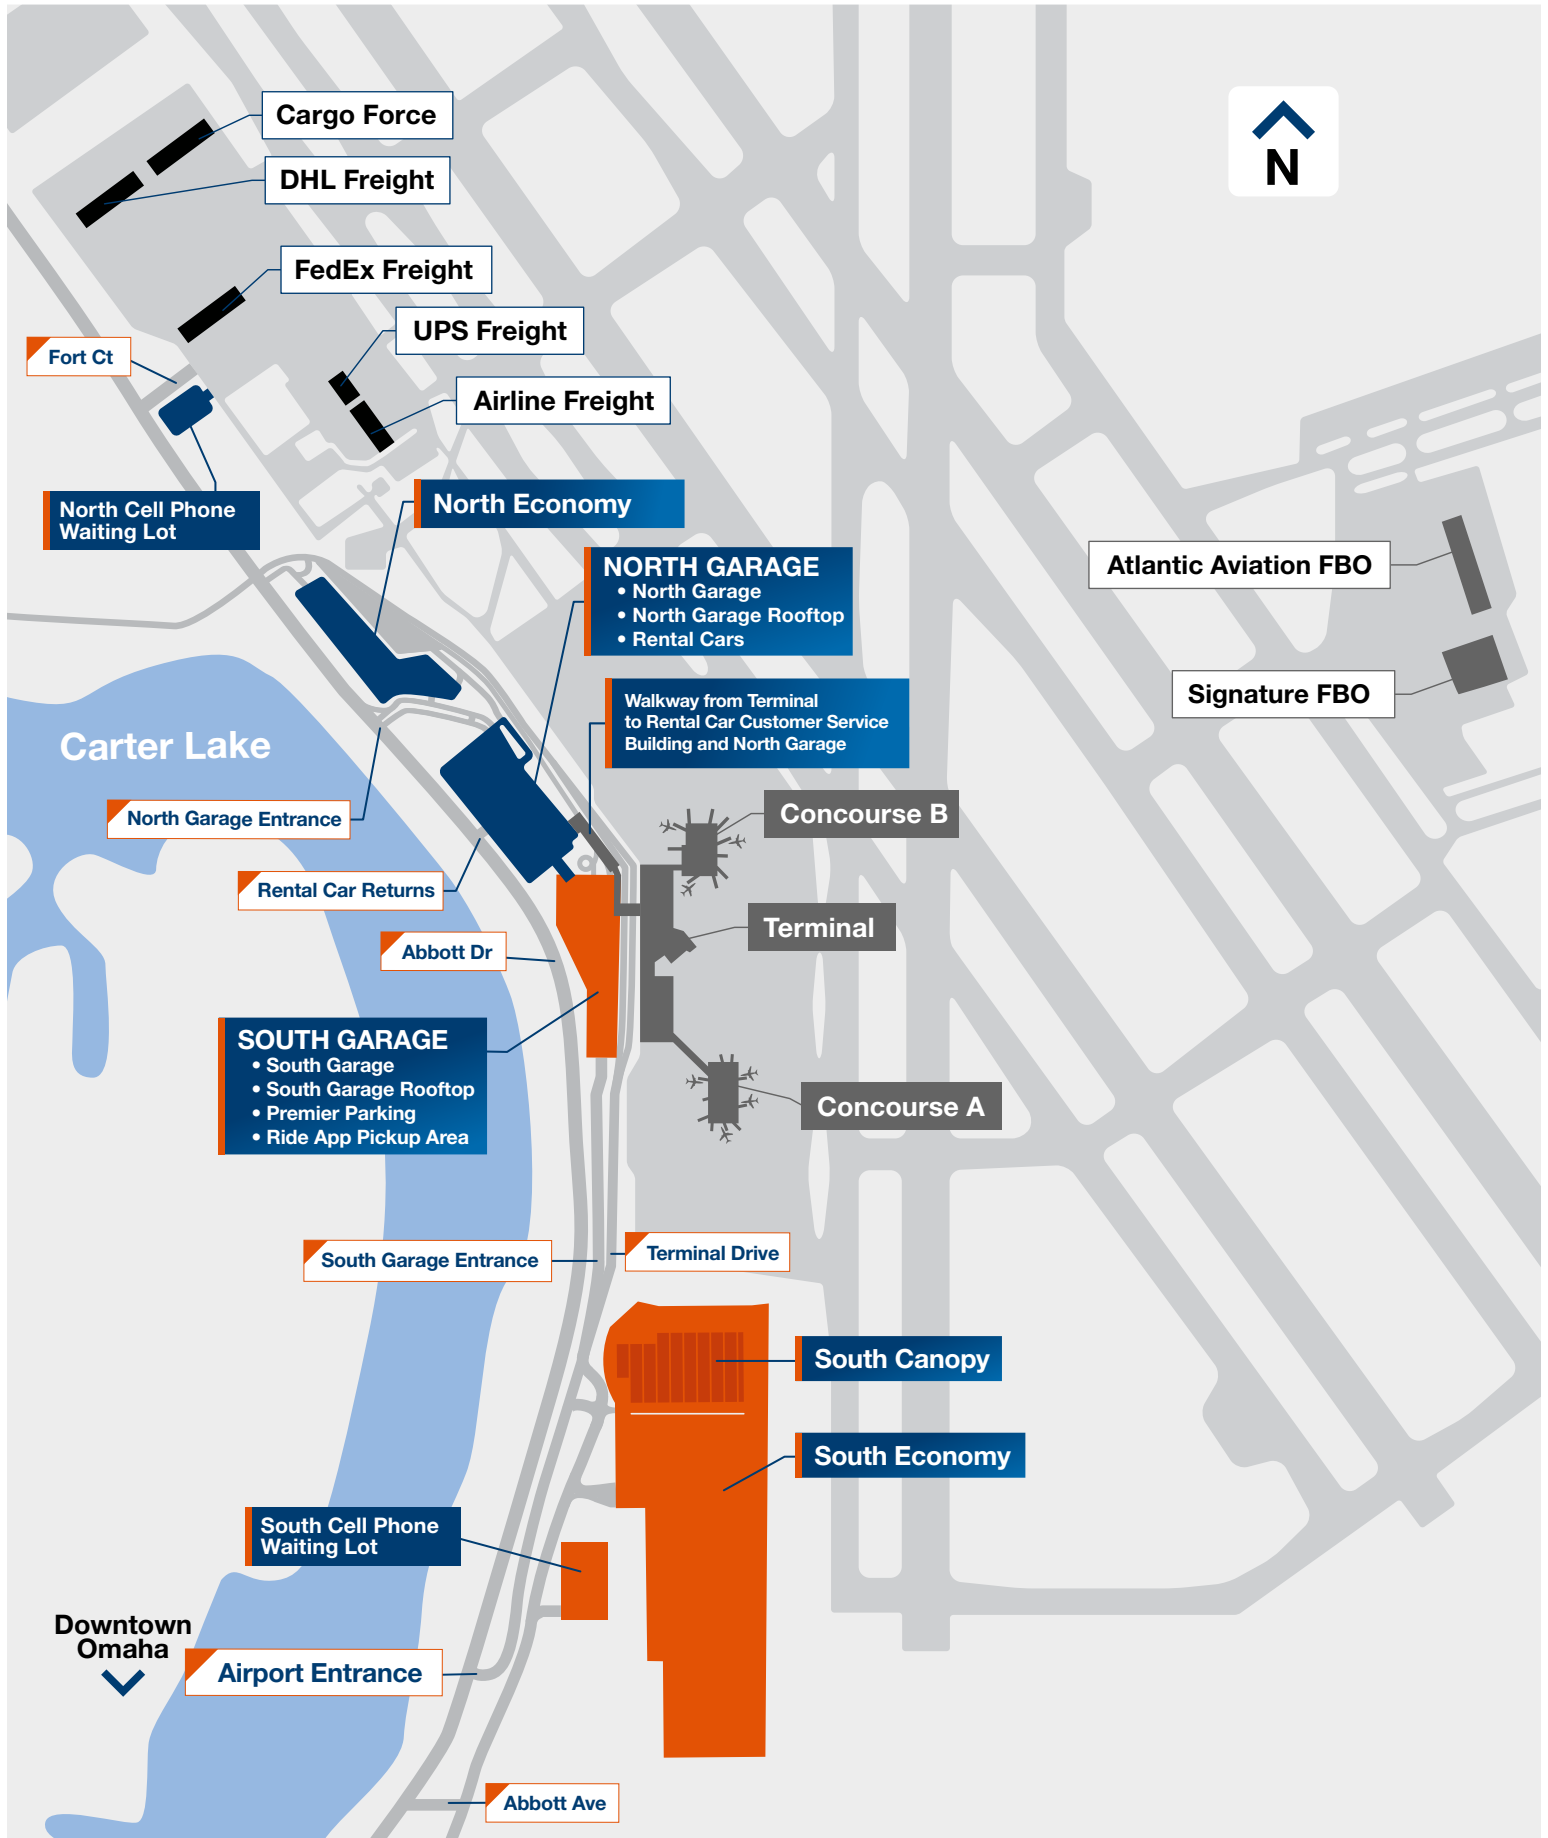 Cargo Force
N
DHL Freight
FedEx Freight
UPS Freight
Fort Ct
Airline Freight
North Economy
North Cell Phone
Waiting Lot
NORTH GARAGE
• North Garage
• North Garage Rooftop
• Rental Cars
Atlantic Aviation FBO
Signature FBO
Walkway from Terminal
to Rental Car Customer Service
Building and North Garage
Carter Lake
North Garage Entrance
Concourse B
Rental Car Returns
Terminal
Abbott Dr
SOUTH GARAGE
• South Garage
• South Garage Rooftop
• Premier Parking
• Ride App Pickup Area
Concourse A
South Garage Entrance
Terminal Drive
South Canopy
South Economy
South Cell Phone
Waiting Lot
Downtown
Omaha
Airport Entrance
Abbott Ave